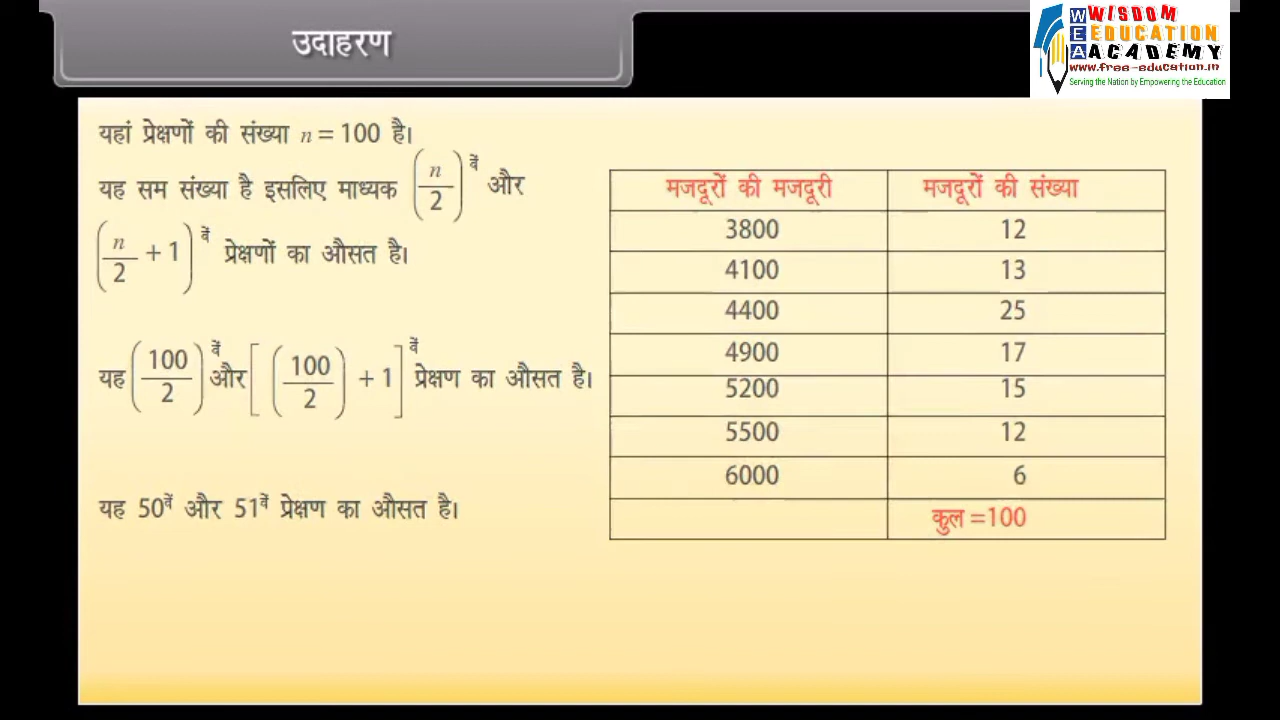 उदाहरण
WEA WISDOM EDUCATION ACADEMY
www.free-education.in
Serving the Nation by Empowering the Education
यहां प्रेक्षणों की संख्या n = 100 है।
यह सम संख्या है इसलिए माध्यक (n/2)वें और
(n/2 + 1)वें प्रेक्षणों का औसत है।
यह (100/2)वें और [(100/2) + 1]वें प्रेक्षण का औसत है।
यह 50वें और 51वें प्रेक्षण का औसत है।
मजदूरों की मजदूरी मजदूरों की संख्या
3800 12
4100 13
4400 25
4900 17
5200 15
5500 12
6000 6
कुल =100